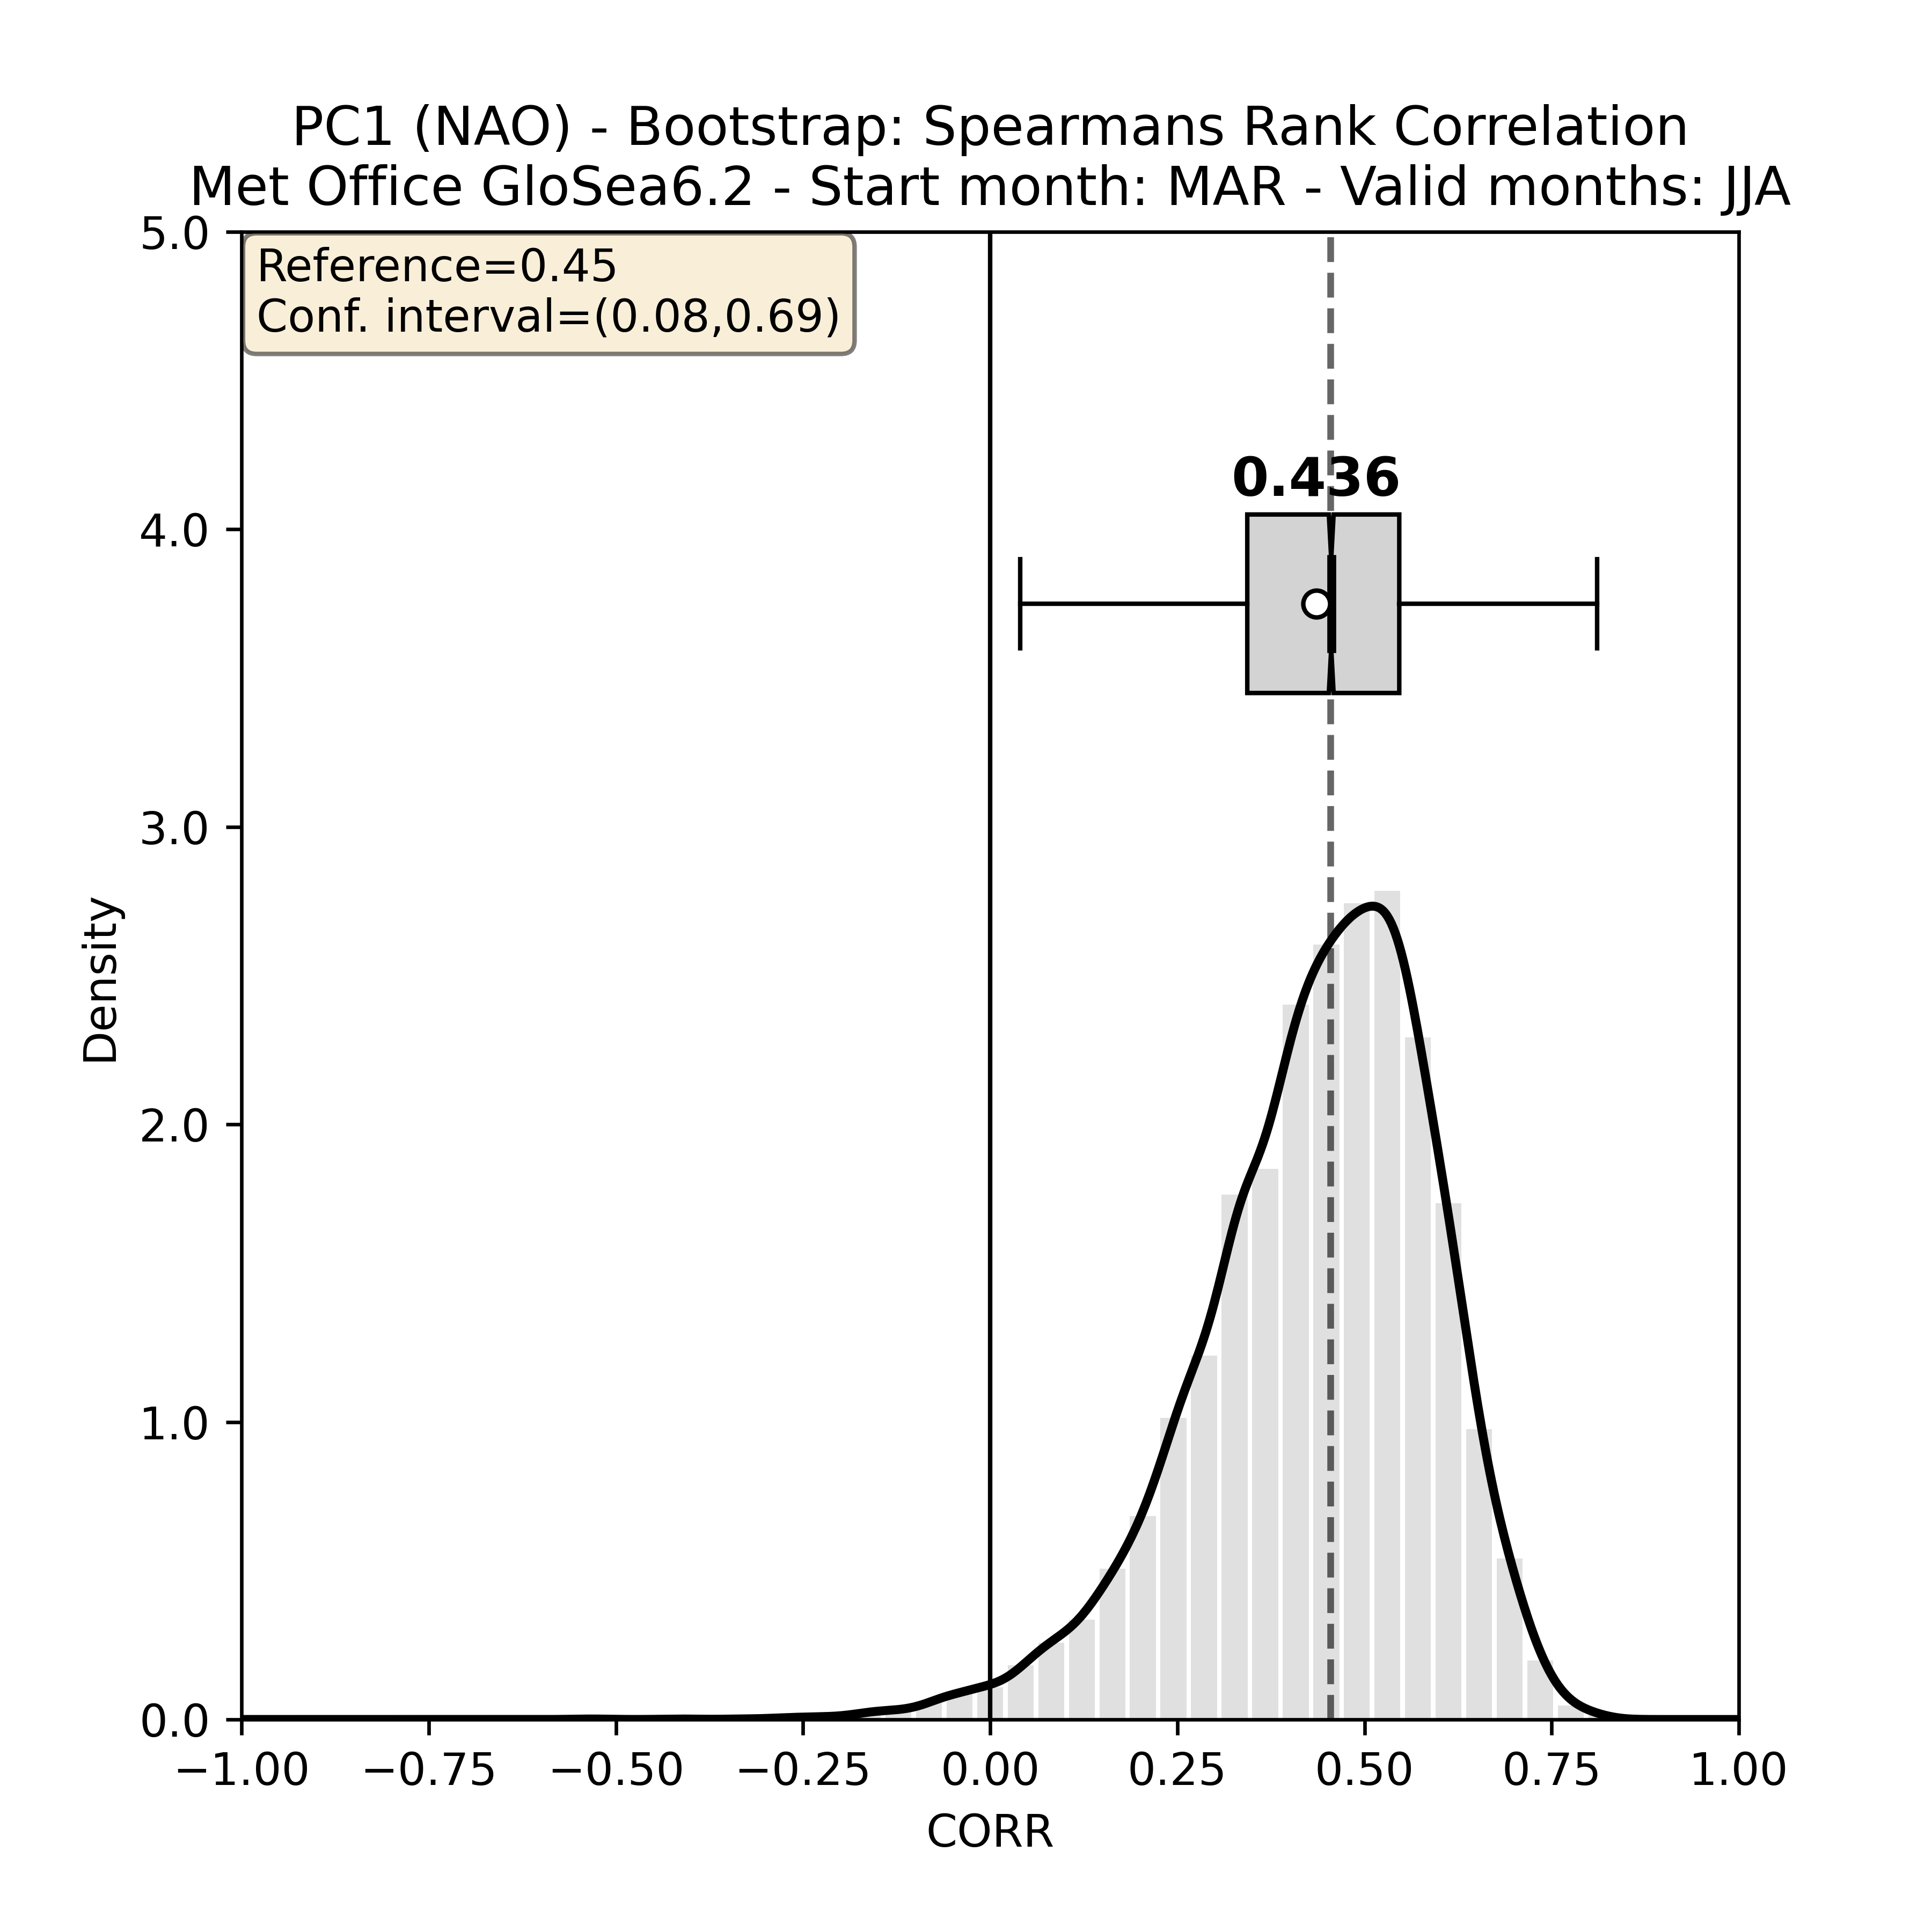 PC1 (NAO) - Bootstrap: Spearmans Rank Correlation
Met Office GloSea6.2 - Start month: MAR - Valid months: JJA
Reference=0.45
Conf. interval=(0.08,0.69)
0.436
5.0
4.0
3.0
2.0
1.0
0.0
Density
−1.00 −0.75 −0.50 −0.25 0.00 0.25 0.50 0.75 1.00
CORR